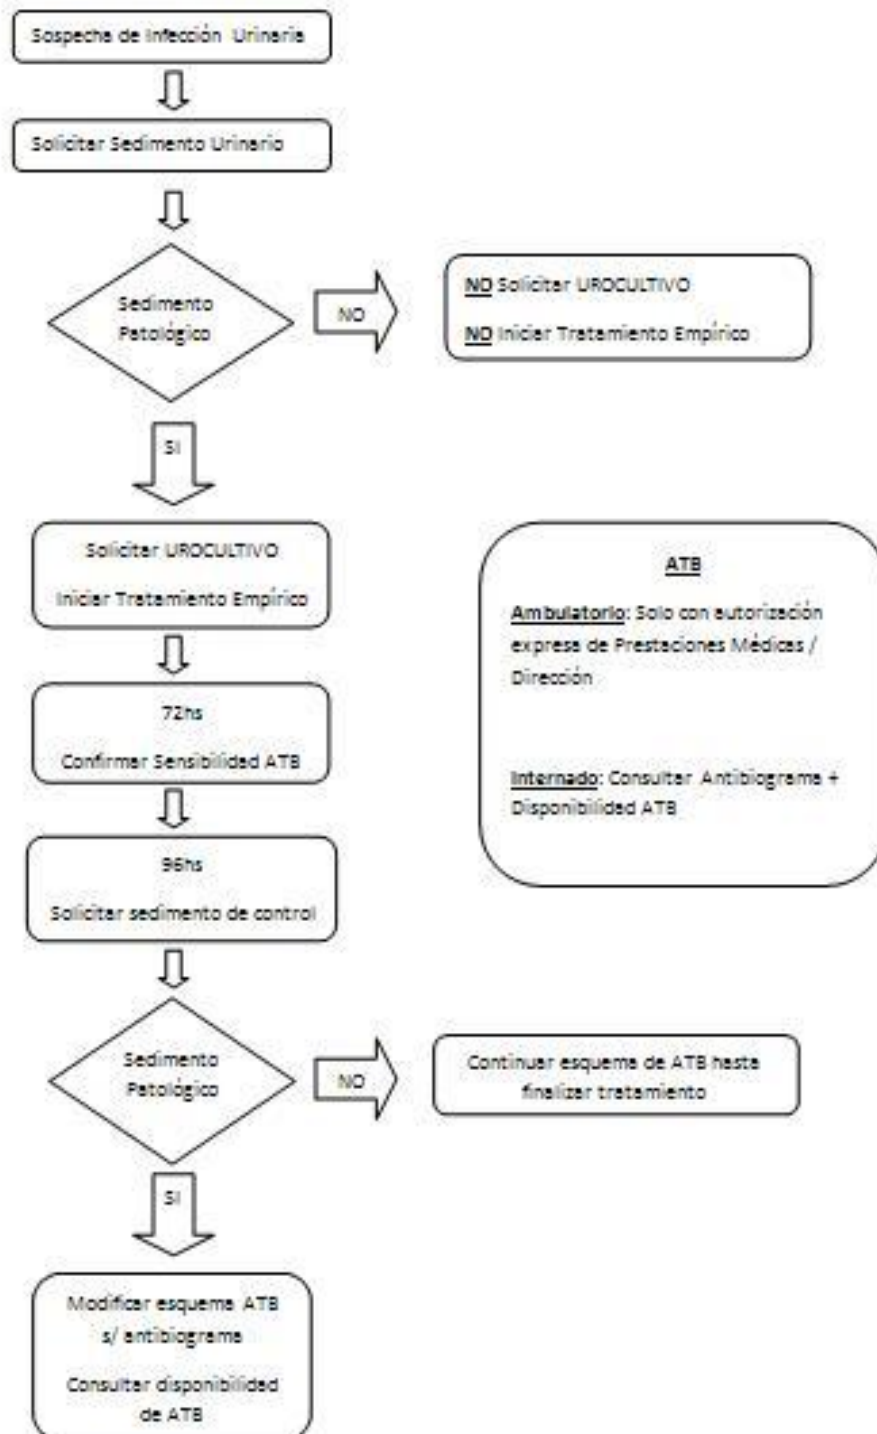 Sospecha de Infección Urinaria
Solicitar Sedimento Urinario
Sedimento
Patológico
NO
NO Solicitar UROCULTIVO
NO Iniciar Tratamiento Empírico
SI
Solicitar UROCULTIVO
Iniciar Tratamiento Empírico
ATB
Ambulatorio: Solo con autorización
expresa de Prestaciones Médicas /
Dirección
Internado: Consultar Antibiograma +
Disponibilidad ATB
72hs
Confirmar Sensibilidad ATB
96hs
Solicitar sedimento de control
Sedimento
Patológico
NO
Continuar esquema de ATB hasta
finalizar tratamiento
SI
Modificar esquema ATB
s/ antibiograma
Consultar disponibilidad
de ATB